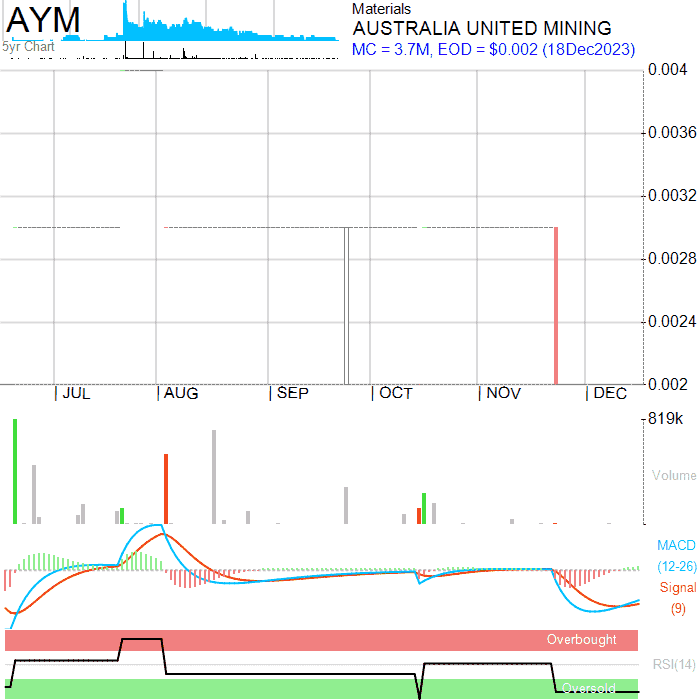 AYM
5yr Chart
Materials
AUSTRALIA UNITED MINING
MC = 3.7M, EOD = $0.002 (18Dec2023)
0.004
0.0036
0.0032
0.0028
0.0024
0.002
JUL AUG SEP OCT NOV DEC
819k
Volume
MACD
(12-26)
Signal
(9)
Overbought
RSI(14)
Oversold